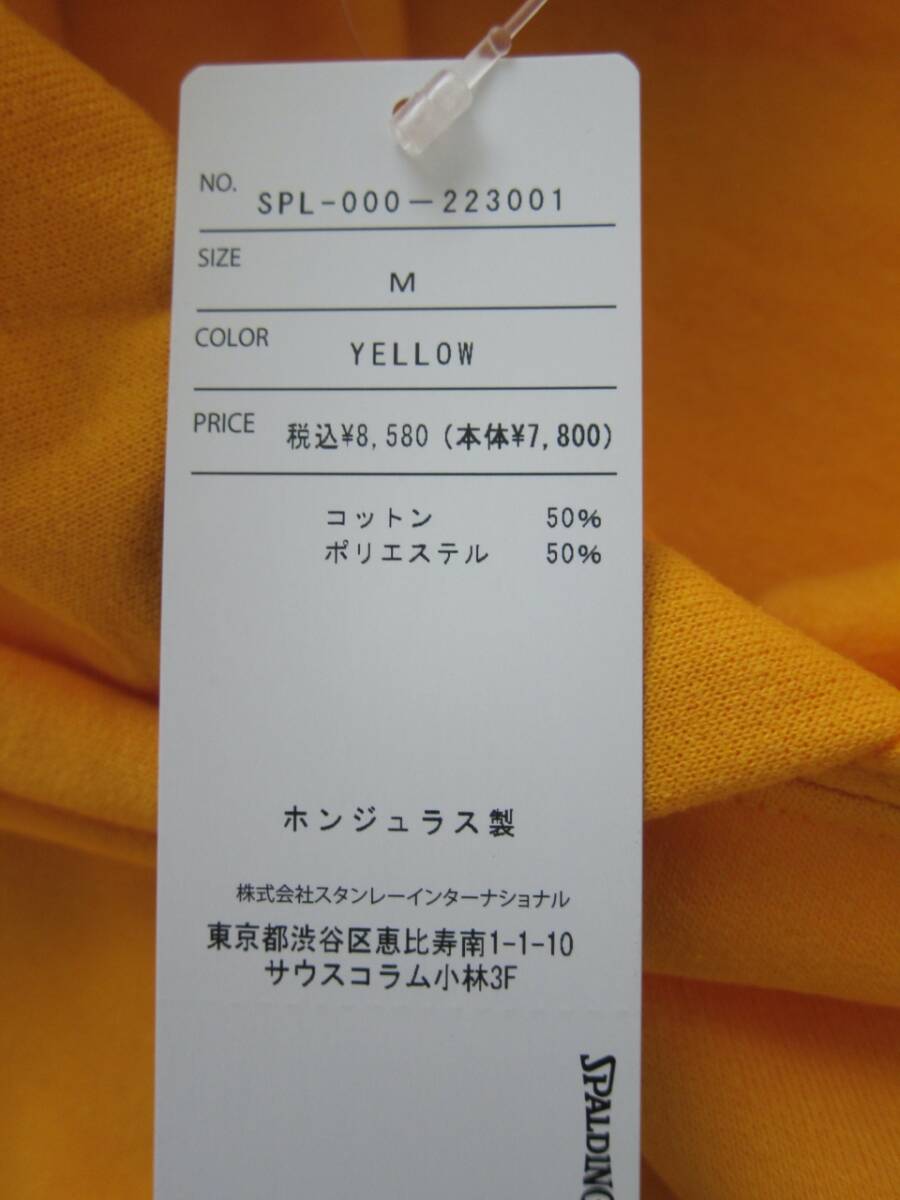 NO. SPL-000-223001
SIZE M
COLOR YELLOW
PRICE 税込¥8,580 (本体¥7,800)
コットン 50%
ポリエステル 50%
ホンジュラス製
株式会社スタンレーインターナショナル
東京都渋谷区恵比寿南1-1-10
サウスコラム小林3F
SPALDING